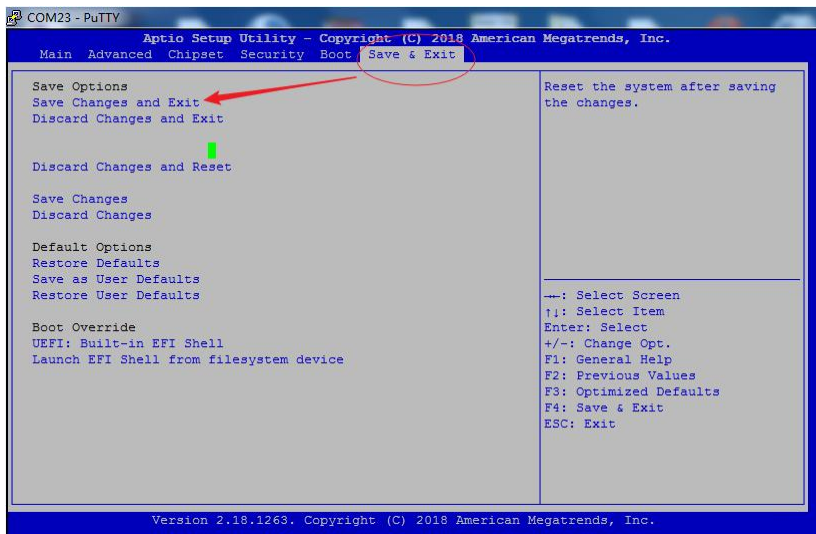 COM23 - PuTTY
Aptio Setup Utility - Copyright (C) 2018 American Megatrends, Inc.
Main Advanced Chipset Security Boot Save & Exit
Save Options
Save Changes and Exit
Discard Changes and Exit
Discard Changes and Reset
Save Changes
Discard Changes
Default Options
Restore Defaults
Save as User Defaults
Restore User Defaults
Boot Override
UEFI: Built-in EFI Shell
Launch EFI Shell from filesystem device
Reset the system after saving
the changes.
→←: Select Screen
↑↓: Select Item
Enter: Select
+/-: Change Opt.
F1: General Help
F2: Previous Values
F3: Optimized Defaults
F4: Save & Exit
ESC: Exit
Version 2.18.1263. Copyright (C) 2018 American Megatrends, Inc.